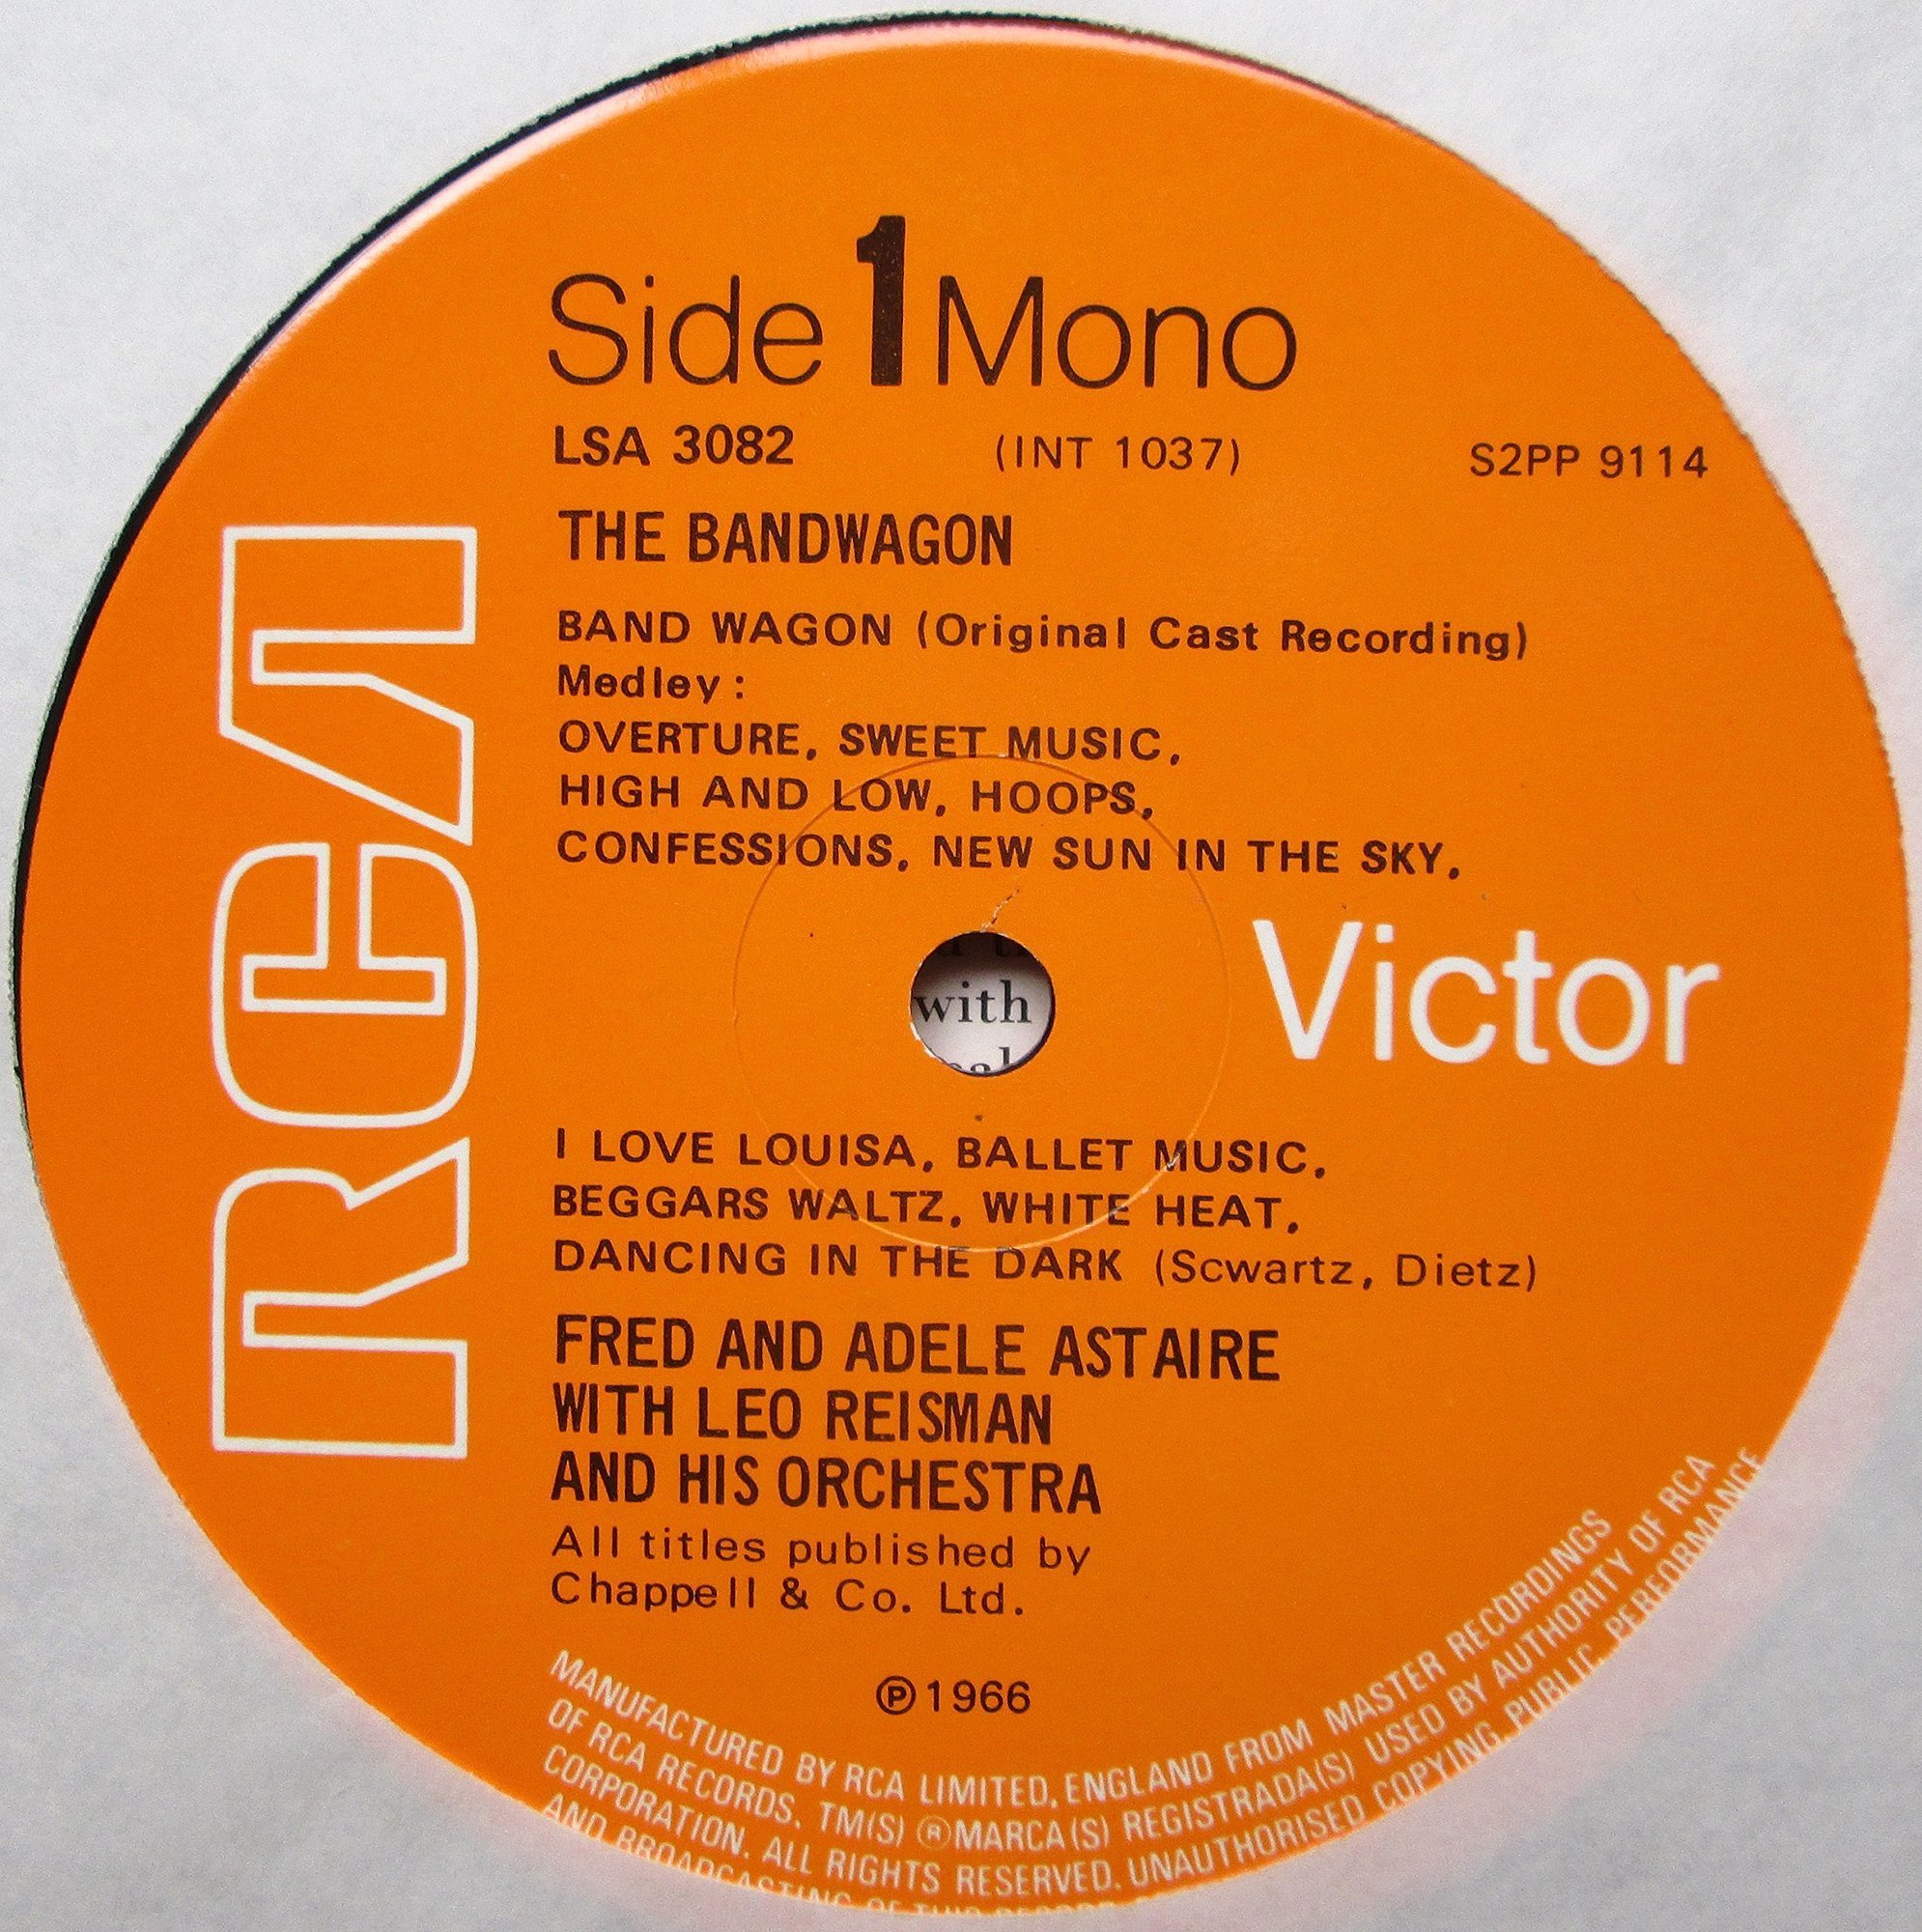 Side 1 Mono
LSA 3082 (INT 1037) S2PP 9114
THE BANDWAGON
BAND WAGON (Original Cast Recording)
Medley:
OVERTURE, SWEET MUSIC,
HIGH AND LOW, HOOPS,
CONFESSIONS, NEW SUN IN THE SKY,
RCA
Victor
with
I LOVE LOUISA, BALLET MUSIC,
BEGGARS WALTZ, WHITE HEAT,
DANCING IN THE DARK (Scwartz, Dietz)
FRED AND ADELE ASTAIRE
WITH LEO REISMAN
AND HIS ORCHESTRA
All titles published by
Chappell & Co. Ltd.
℗1966
MANUFACTURED BY RCA LIMITED, ENGLAND FROM MASTER RECORDINGS
OF RCA RECORDS. TM(S) ®MARCA(S) REGISTRADA(S) USED BY AUTHORITY OF RCA
CORPORATION. ALL RIGHTS RESERVED. UNAUTHORISED COPYING, PUBLIC PERFORMANCE
AND BROADCASTING OF THIS RECORD